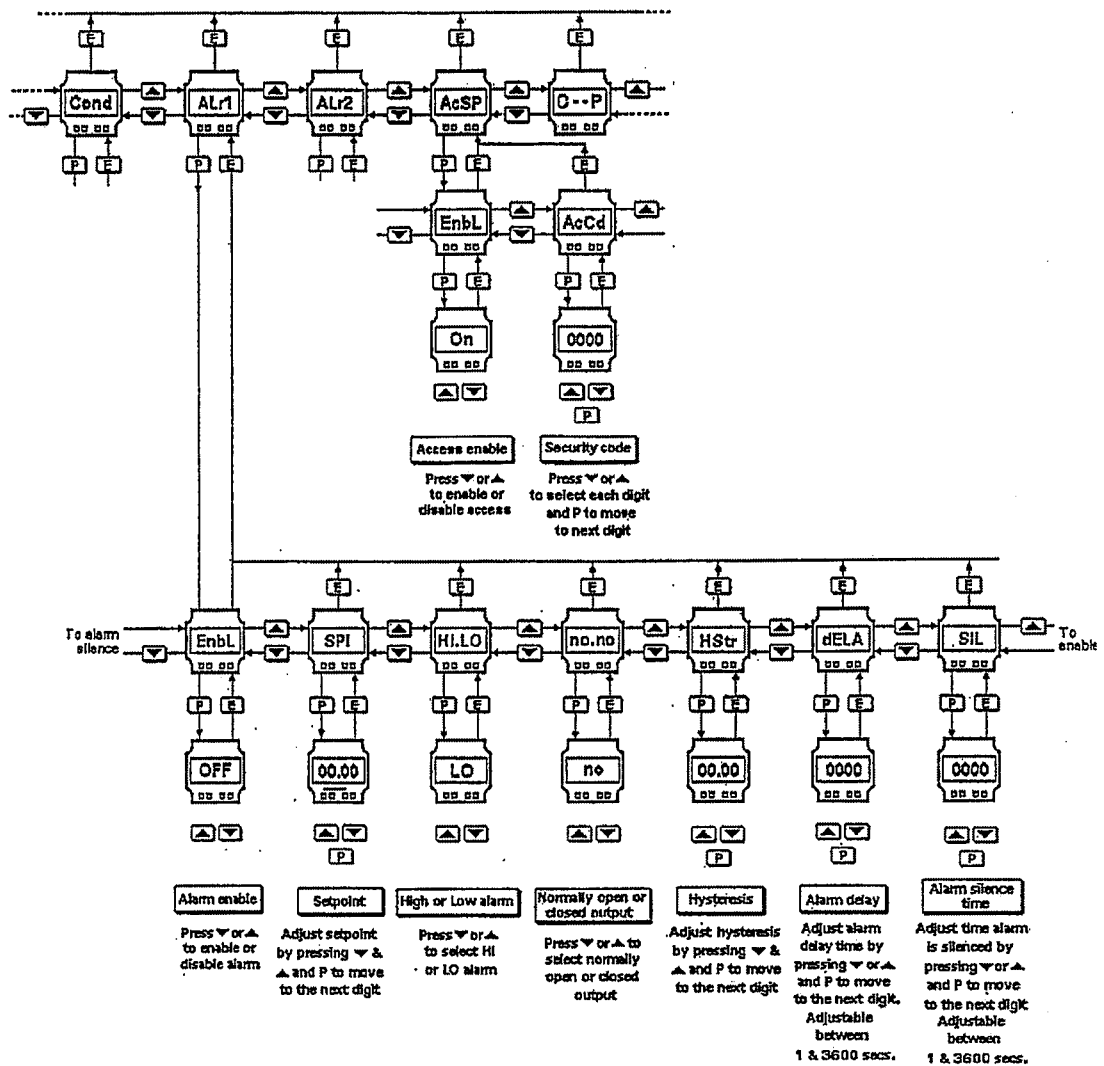 E E E E E
Cond ALr1 ALr2 AcSP C--P
P E P E P E P E E
EnbL AcCd
P E P E
On 0000
P
Access enable
Press ▼ or ▲
to enable or
disable access
Security code
Press ▼ or ▲
to select each digit
and P to move
to next digit
E E E E E E
To alarm
silence
EnbL SPI HI.LO no.no HStr dELA SIL
To
enable
P E P E P E P E P E P E P E
OFF 00.00 LO no 00.00 0000 0000
P P P P
Alarm enable
Press ▼ or ▲
to enable or
disable alarm
Setpoint
Adjust setpoint
by pressing ▼ &
▲ and P to move
to the next digit
High or Low alarm
Press ▼ or ▲
to select HI
or LO alarm
Normally open or
closed output
Press ▼ or ▲ to
select normally
open or closed
output
Hysteresis
Adjust hysteresis
by pressing ▼ &
▲ and P to move
to the next digit
Alarm delay
Adjust alarm
delay time by
pressing ▼ or ▲
and P to move
to the next digit.
Adjustable
between
1 & 3600 secs.
Alarm silence
time
Adjust time alarm
is silenced by
pressing ▼ or ▲
and P to move
to the next digit
Adjustable
between
1 & 3600 secs.